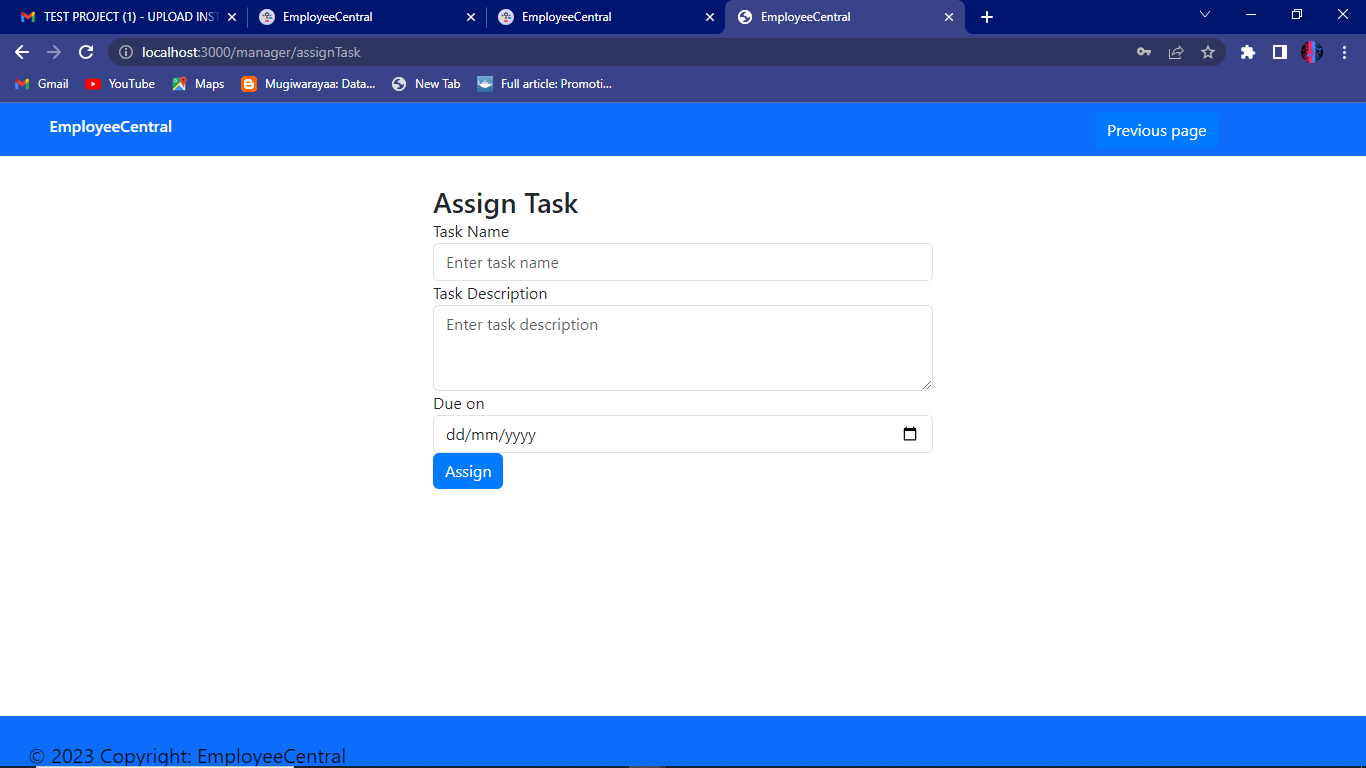 TEST PROJECT (1) - UPLOAD INST
EmployeeCentral
EmployeeCentral
EmployeeCentral
localhost:3000/manager/assignTask
Gmail
YouTube
Maps
Mugiwarayaa: Data...
New Tab
Full article: Promoti...
EmployeeCentral
Previous page
Assign Task
Task Name
Enter task name
Task Description
Enter task description
Due on
dd/mm/yyyy
Assign
© 2023 Copyright: EmployeeCentral